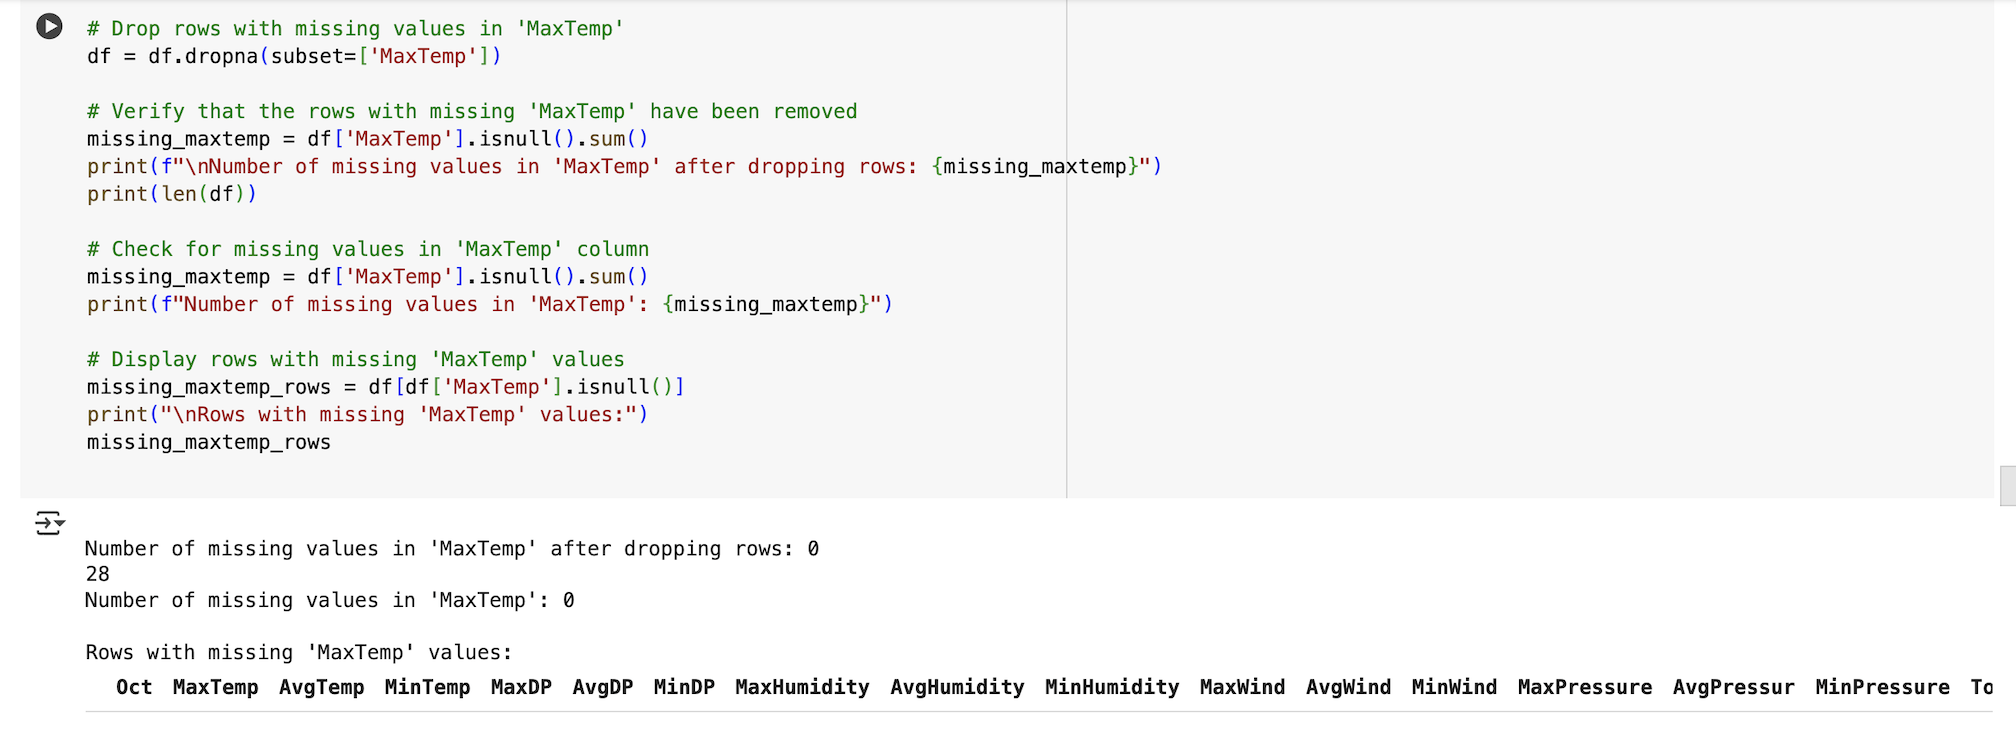 # Drop rows with missing values in 'MaxTemp'
df = df.dropna(subset=['MaxTemp'])
# Verify that the rows with missing 'MaxTemp' have been removed
missing_maxtemp = df['MaxTemp'].isnull().sum()
print(f"\nNumber of missing values in 'MaxTemp' after dropping rows: {missing_maxtemp}")
print(len(df))
# Check for missing values in 'MaxTemp' column
missing_maxtemp = df['MaxTemp'].isnull().sum()
print(f"Number of missing values in 'MaxTemp': {missing_maxtemp}")
# Display rows with missing 'MaxTemp' values
missing_maxtemp_rows = df[df['MaxTemp'].isnull()]
print("\nRows with missing 'MaxTemp' values:")
missing_maxtemp_rows
Number of missing values in 'MaxTemp' after dropping rows: 0
28
Number of missing values in 'MaxTemp': 0
Rows with missing 'MaxTemp' values:
Oct MaxTemp AvgTemp MinTemp MaxDP AvgDP MinDP MaxHumidity AvgHumidity MinHumidity MaxWind AvgWind MinWind MaxPressure AvgPressur MinPressure To